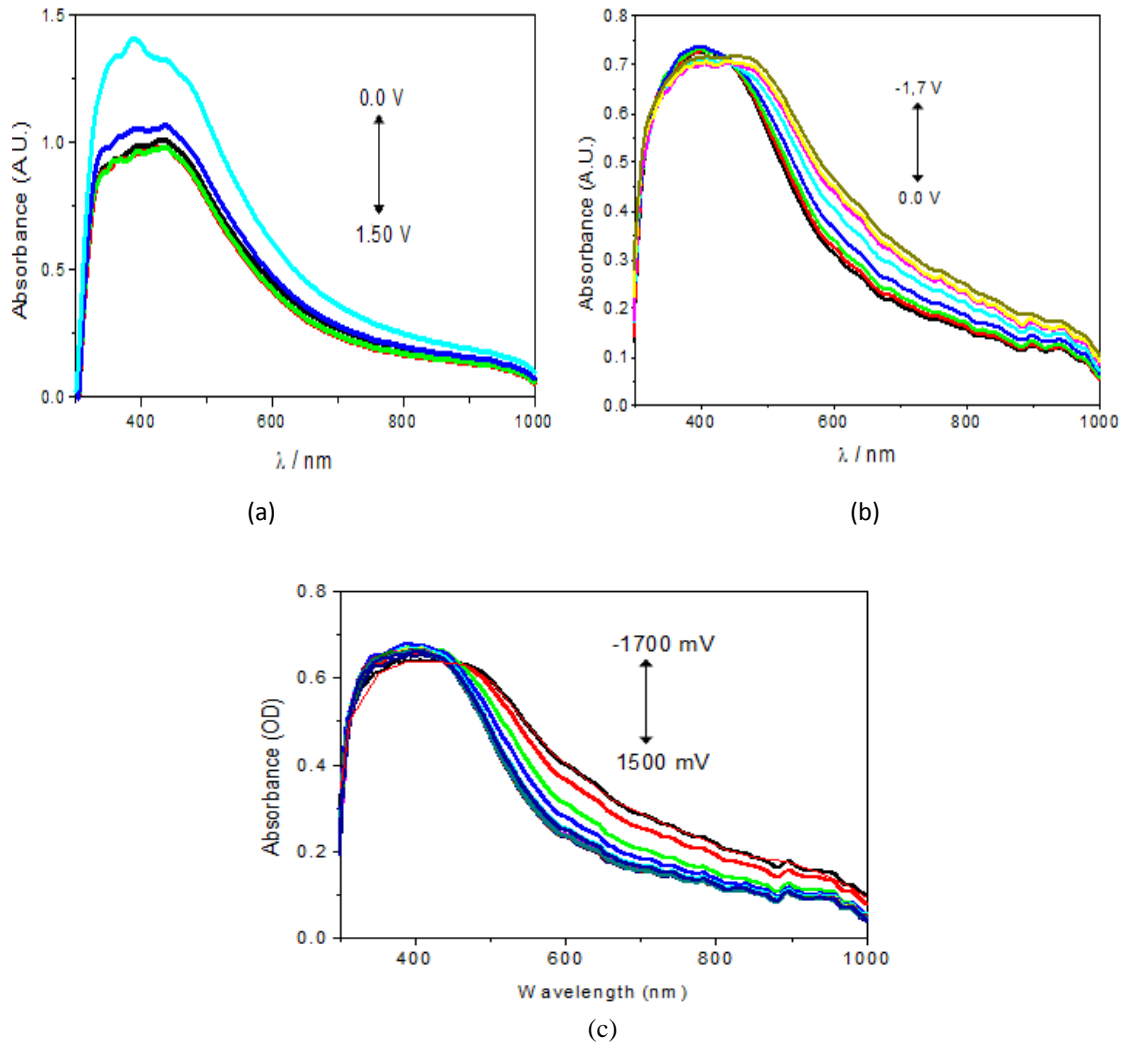 1.5
1.0
0.5
0.0
Absorbance (A.U.)
0.0 V
1.50 V
400
600
800
1000
λ / nm
(a)
0.8
0.7
0.6
0.5
0.4
0.3
0.2
0.1
0.0
Absorbance (A.U.)
-1,7 V
0.0 V
400
600
800
1000
λ / nm
(b)
0.8
0.6
0.4
0.2
0.0
Absorbance (OD)
-1700 mV
1500 mV
400
600
800
1000
Wavelength (nm)
(c)